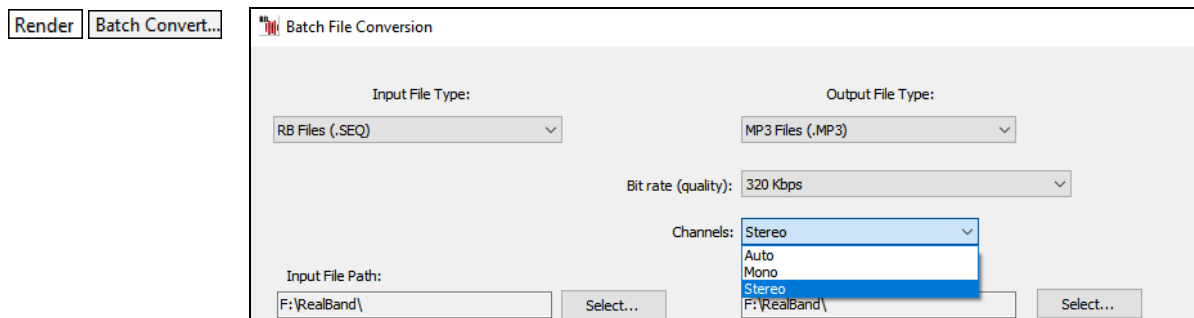 Render Batch Convert...
RB Batch File Conversion
Input File Type: Output File Type:
RB Files (.SEQ) MP3 Files (.MP3)
Bit rate (quality): 320 Kbps
Channels: Stereo
Auto
Mono
Stereo
Input File Path:
F:\RealBand\ Select... F:\RealBand\ Select...